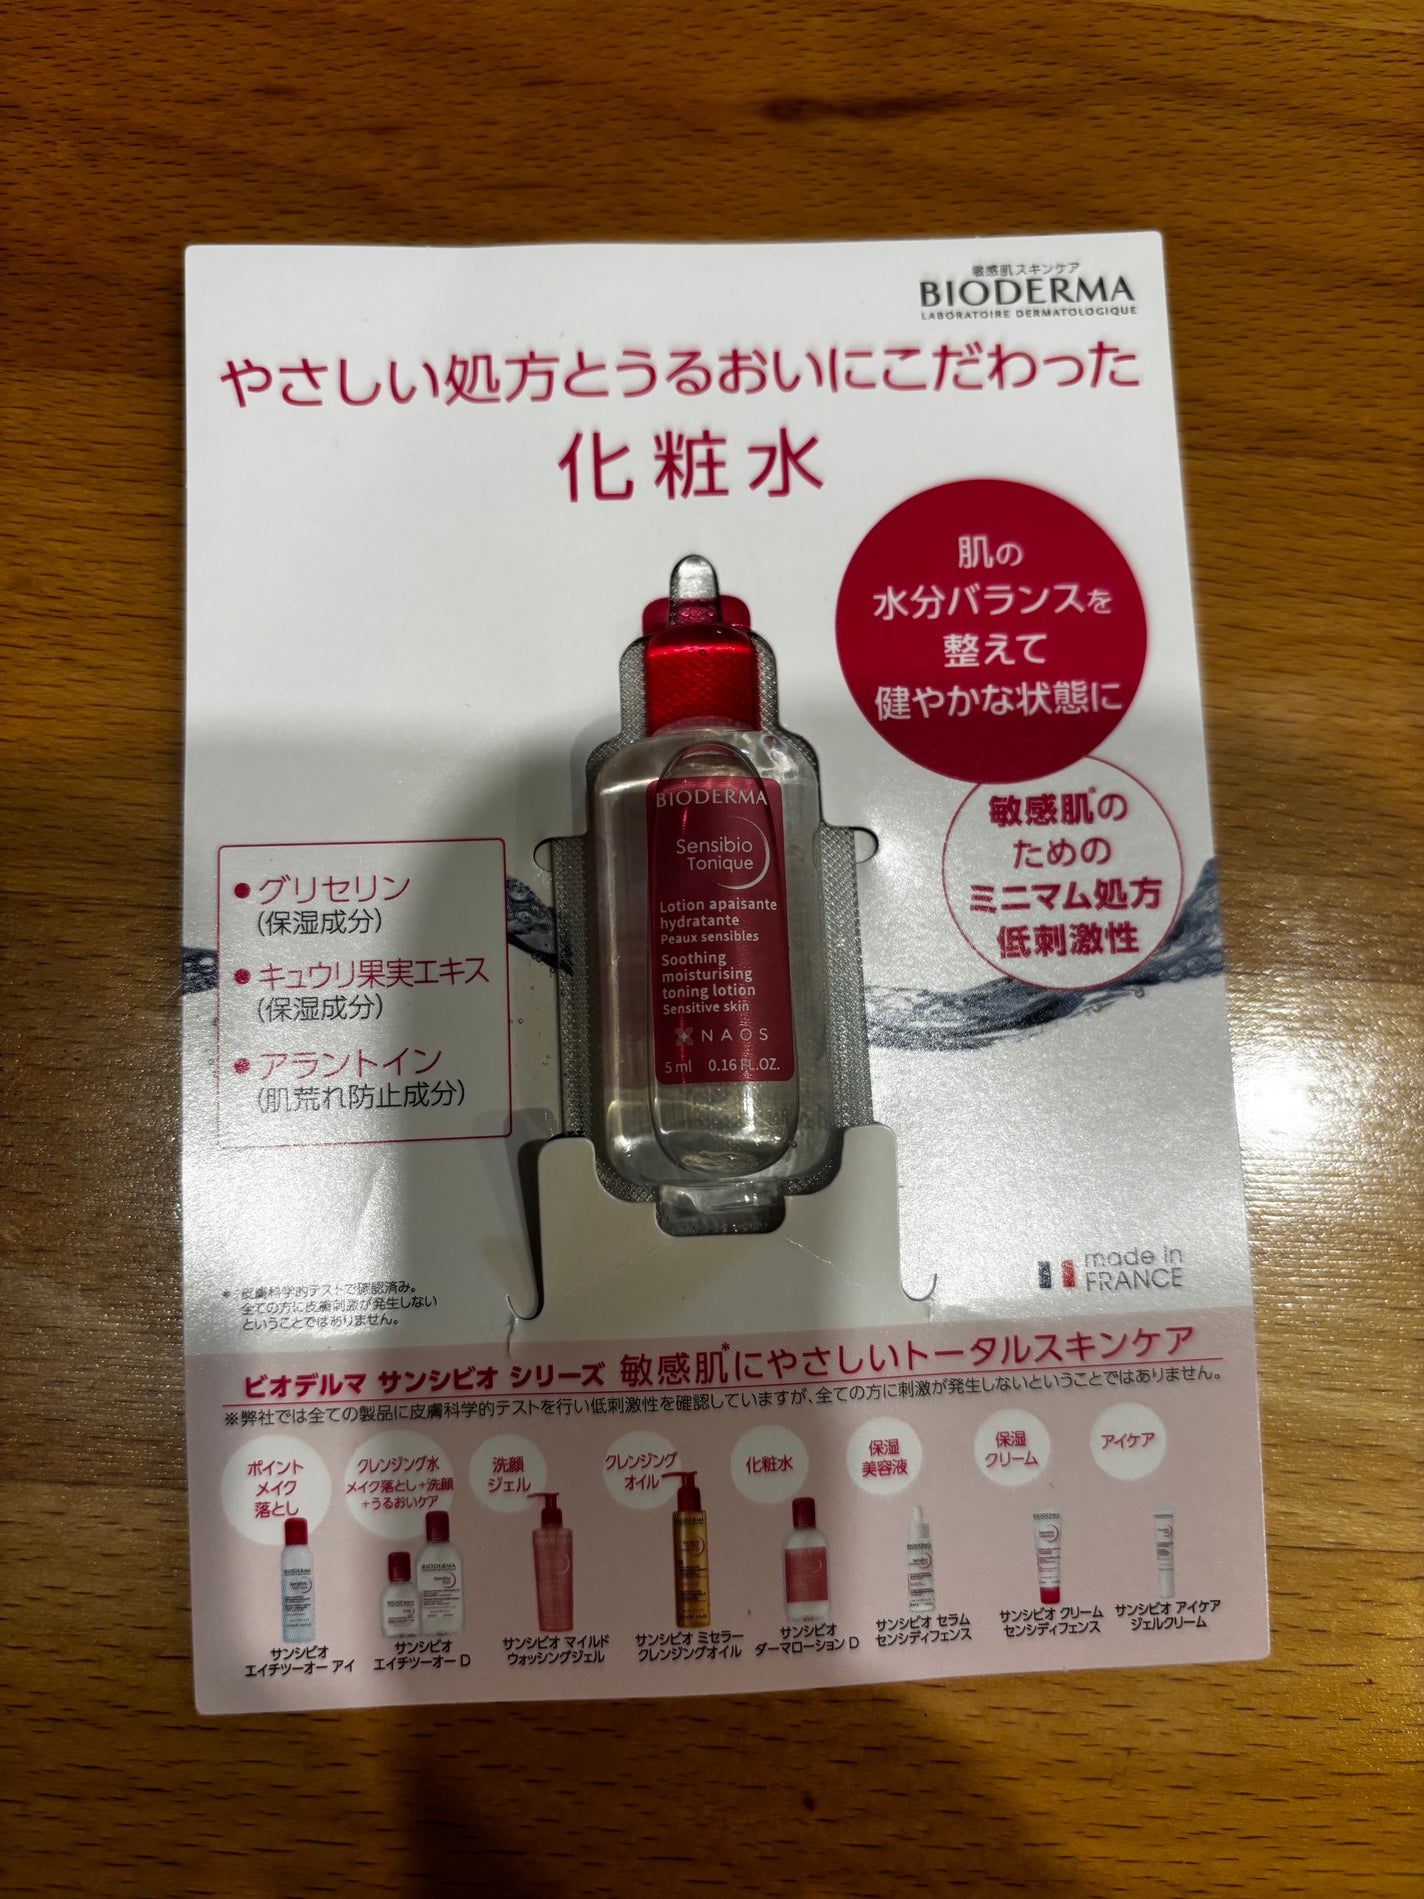 敏感肌スキンケア
BIODERMA
LABORATOIRE DERMATOLOGIQUE
やさしい処方とうるおいにこだわった
化粧水
肌の
水分バランスを
整えて
健やかな状態に
敏感肌*の
ための
ミニマム処方
低刺激性
●グリセリン
(保湿成分)
●キュウリ果実エキス
(保湿成分)
●アラントイン
(肌荒れ防止成分)
BIODERMA
Sensibio
Tonique
Lotion apaisante
hydratante
Peaux sensibles
Soothing
moisturising
toning lotion
Sensitive skin
NAOS
5 ml 0.16 FL.OZ.
made in
FRANCE
* 皮膚科学的テストで確認済み。
全ての方に皮膚刺激が発生しない
ということではありません。
ビオデルマ サンシビオ シリーズ 敏感肌*にやさしいトータルスキンケア
※弊社では全ての製品に皮膚科学的テストを行い低刺激性を確認していますが、全ての方に刺激が発生しないということではありません。
ポイント
メイク
落とし
サンシビオ
エイチツーオー アイ
クレンジング水
メイク落とし+洗顔
+うるおいケア
BIODERMA
サンシビオ
エイチツーオー D
洗顔
ジェル
サンシビオ マイルド
ウォッシングジェル
クレンジング
オイル
BIODERMA
サンシビオ ミセラー
クレンジングオイル
化粧水
サンシビオ
ダーマローション D
保湿
美容液
サンシビオ セラム
センシディフェンス
保湿
クリーム
サンシビオ クリーム
センシディフェンス
アイケア
サンシビオ アイケア
ジェルクリーム